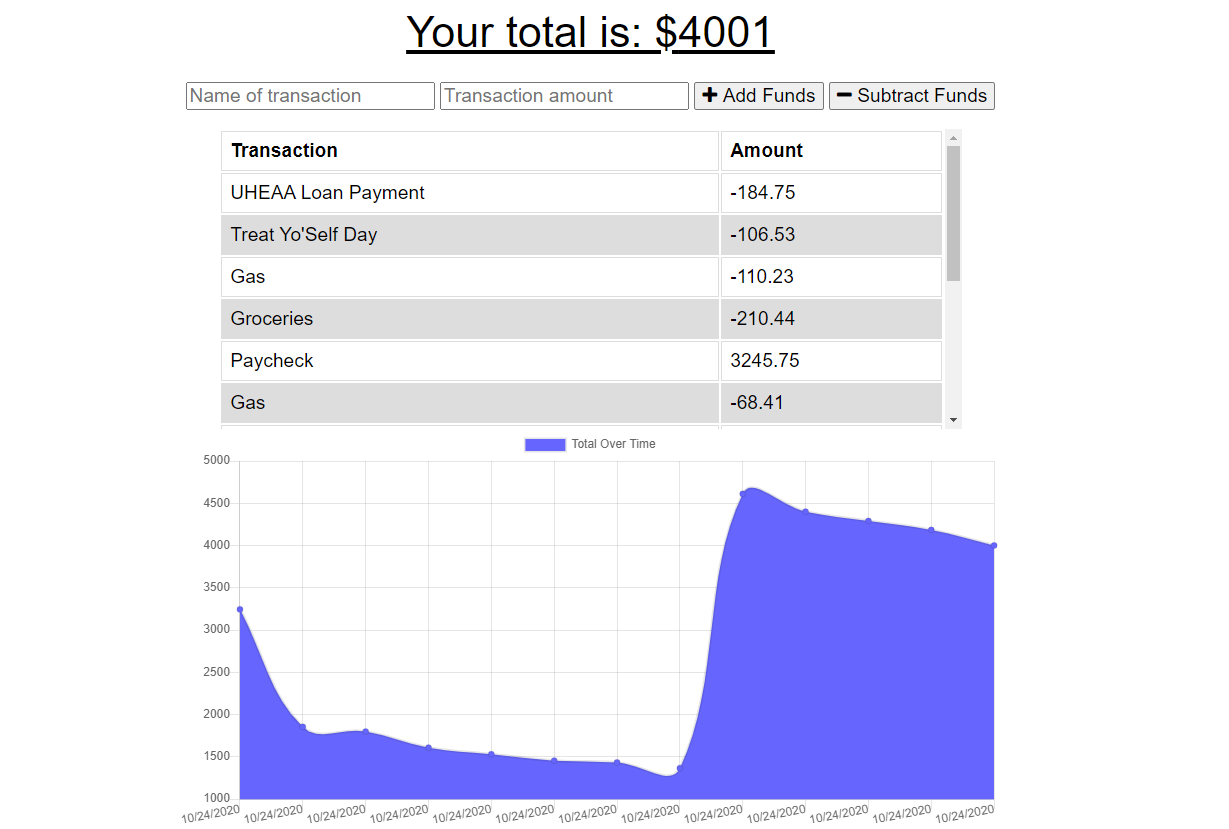 Your total is: $4001
Name of transaction Transaction amount Add Funds Subtract Funds
Transaction Amount
UHEAA Loan Payment -184.75
Treat Yo'Self Day -106.53
Gas -110.23
Groceries -210.44
Paycheck 3245.75
Gas -68.41
Total Over Time
5000
4500
4000
3500
3000
2500
2000
1500
1000
10/24/2020 10/24/2020 10/24/2020 10/24/2020 10/24/2020 10/24/2020 10/24/2020 10/24/2020 10/24/2020 10/24/2020 10/24/2020 10/24/2020 10/24/2020